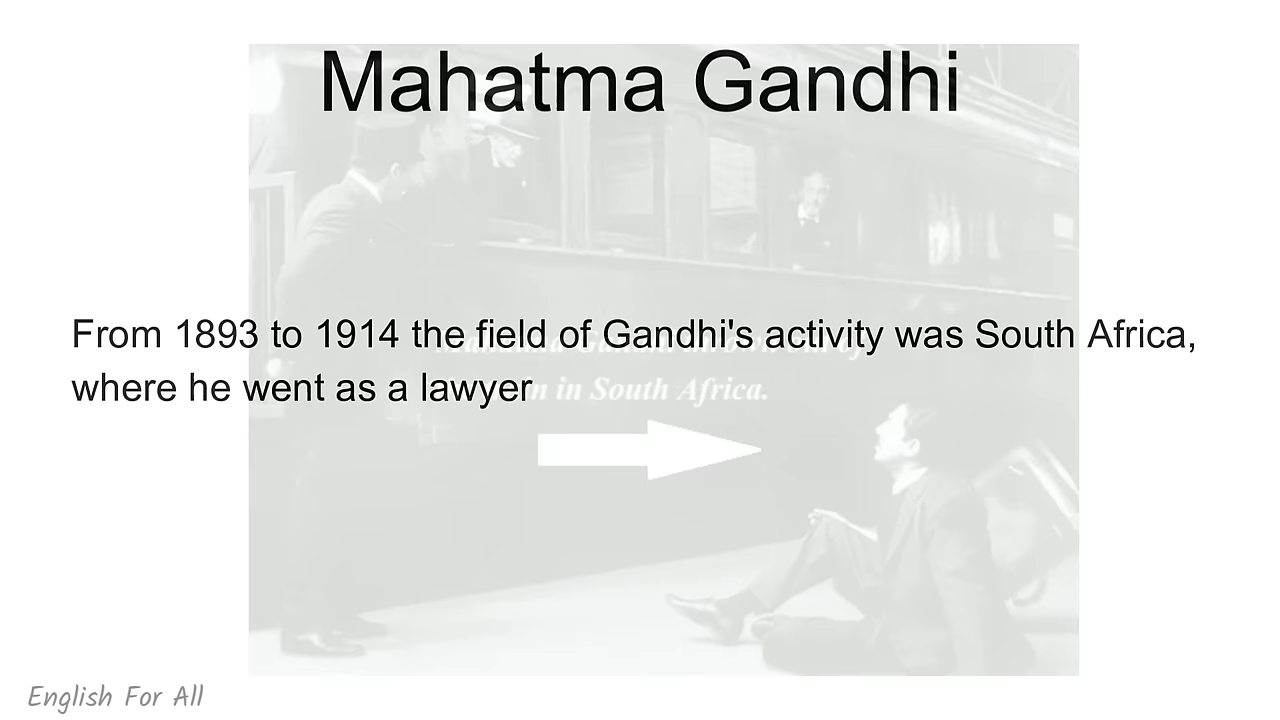 Mahatma Gandhi
From 1893 to 1914 the field of Gandhi's activity was South Africa,
where he went as a lawyer
in South Africa.
English For All